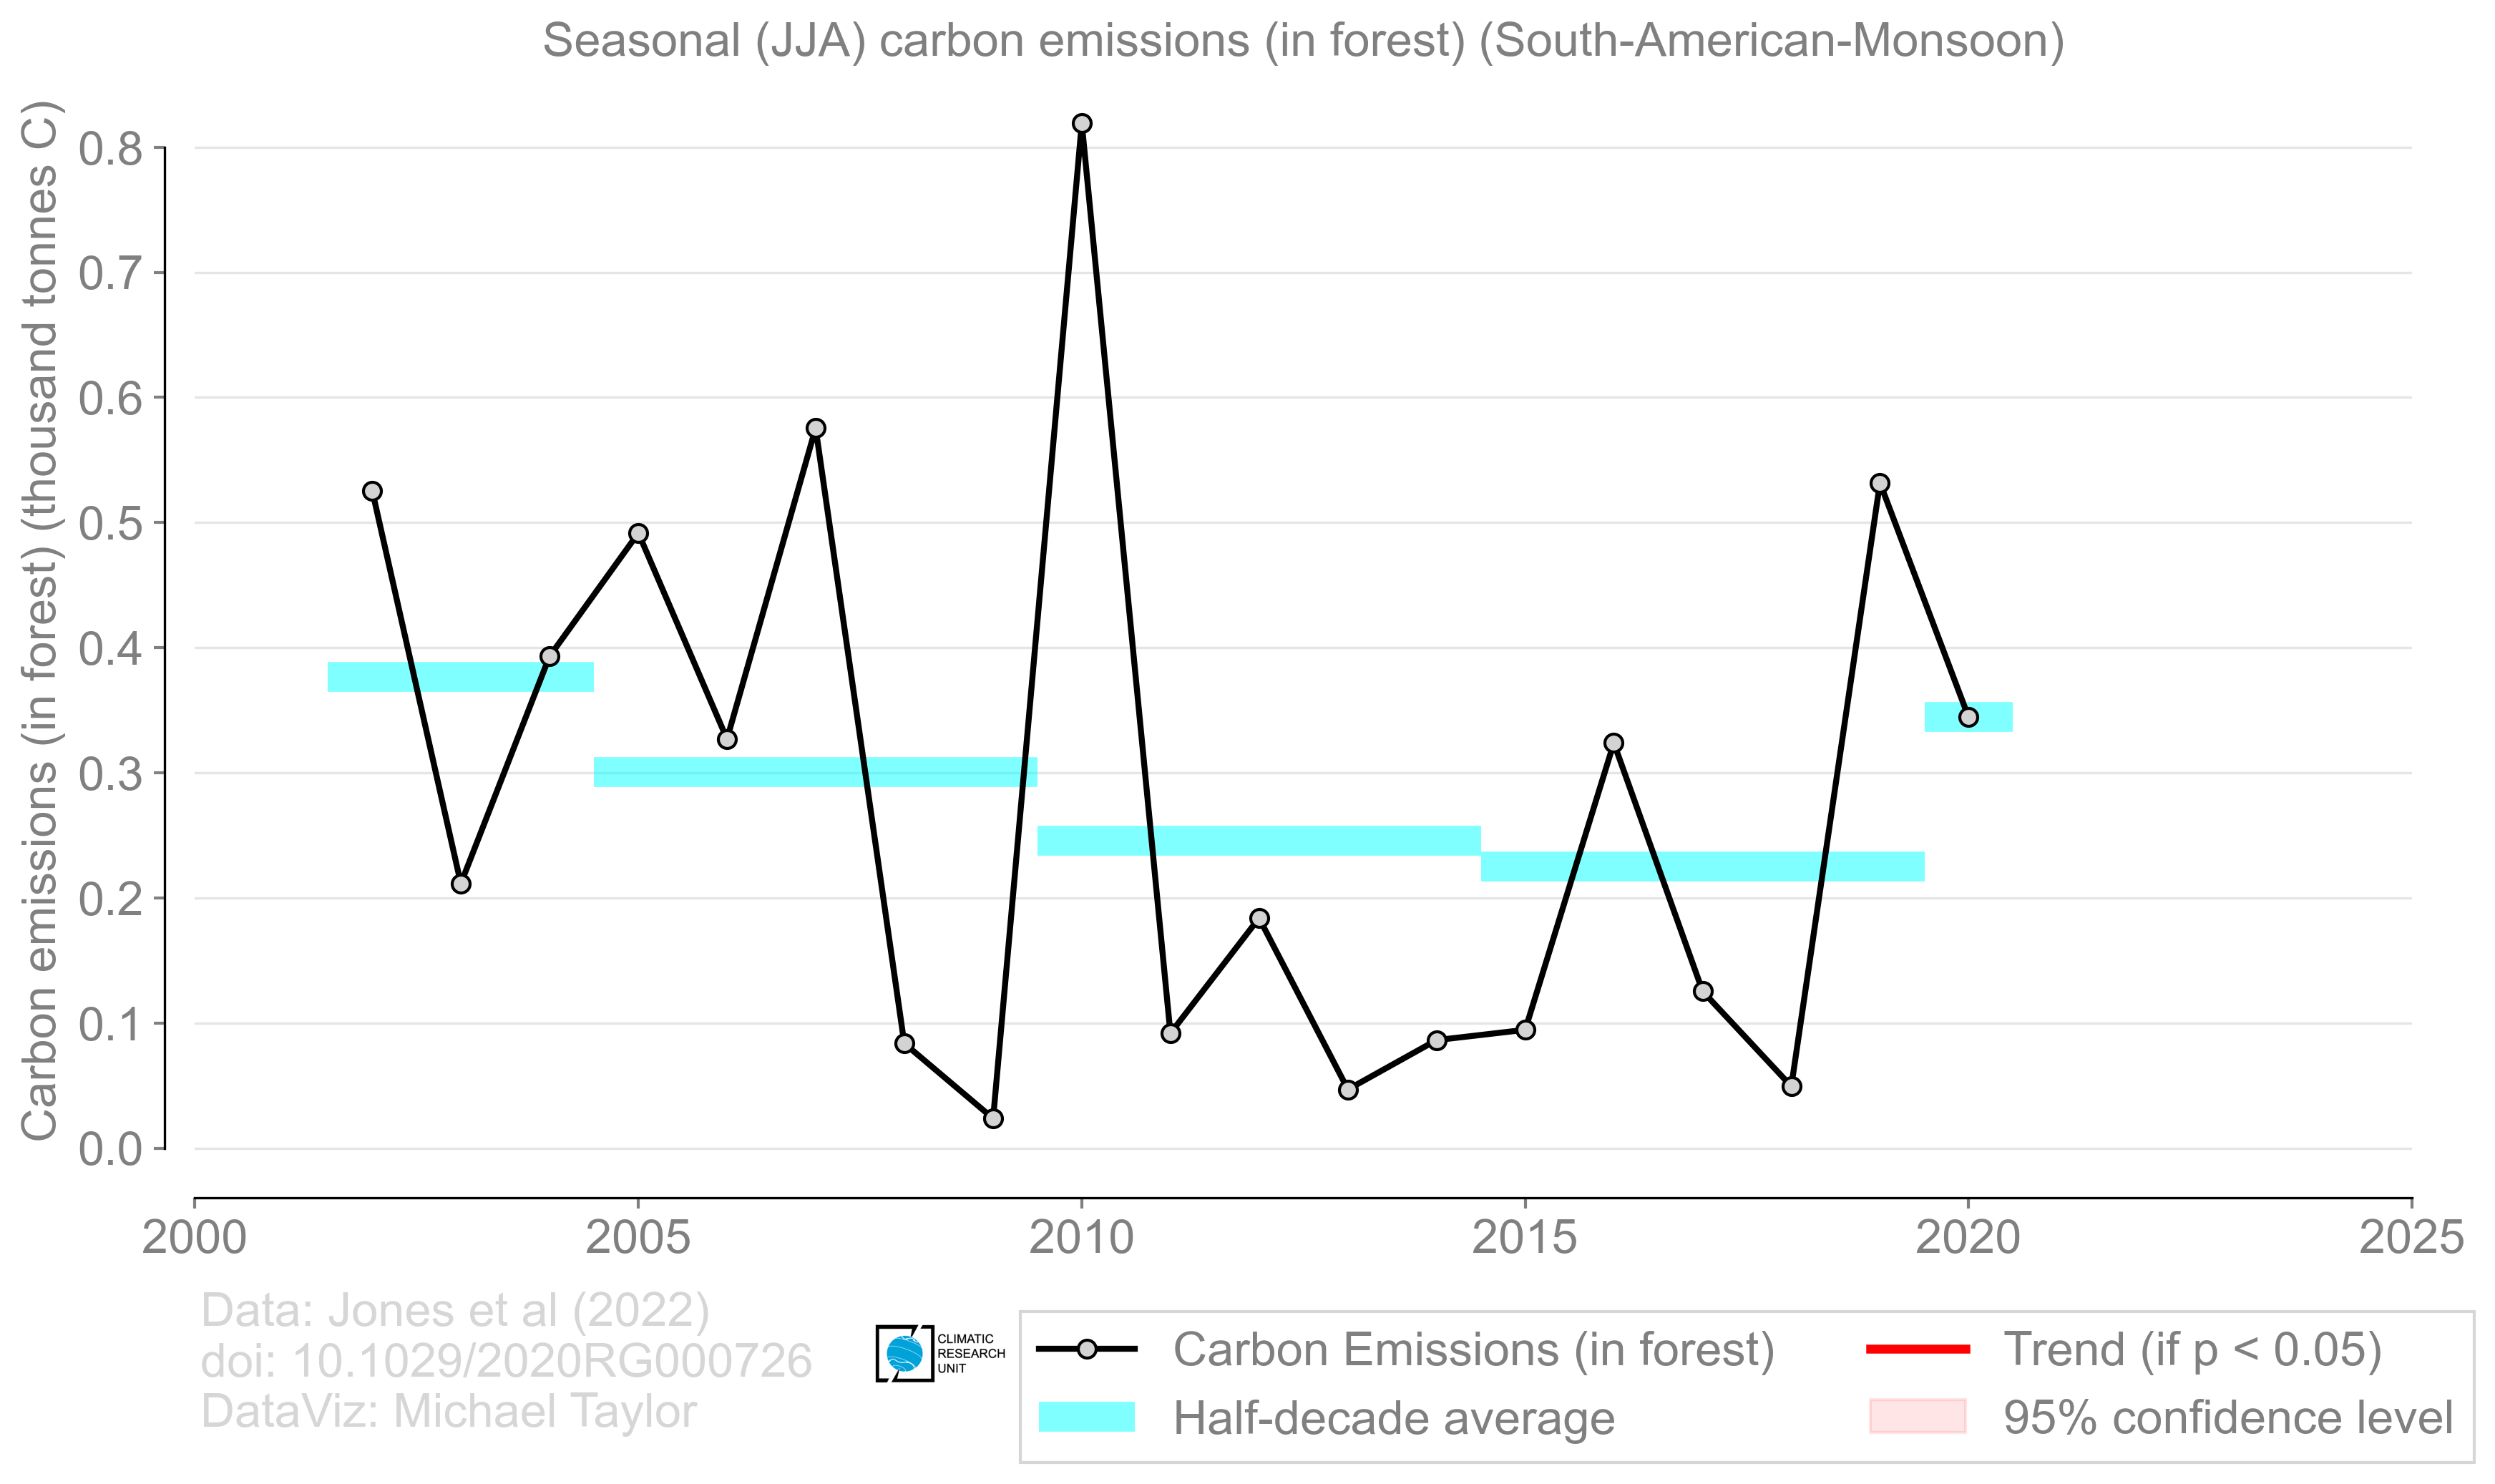 Seasonal (JJA) carbon emissions (in forest) (South-American-Monsoon)
Carbon emissions (in forest) (thousand tonnes C)
0.8
0.7
0.6
0.5
0.4
0.3
0.2
0.1
0.0
2000 2005 2010 2015 2020 2025
Data: Jones et al (2022)
doi: 10.1029/2020RG000726
DataViz: Michael Taylor
CLIMATIC
RESEARCH
UNIT
Carbon Emissions (in forest)
Half-decade average
Trend (if p < 0.05)
95% confidence level